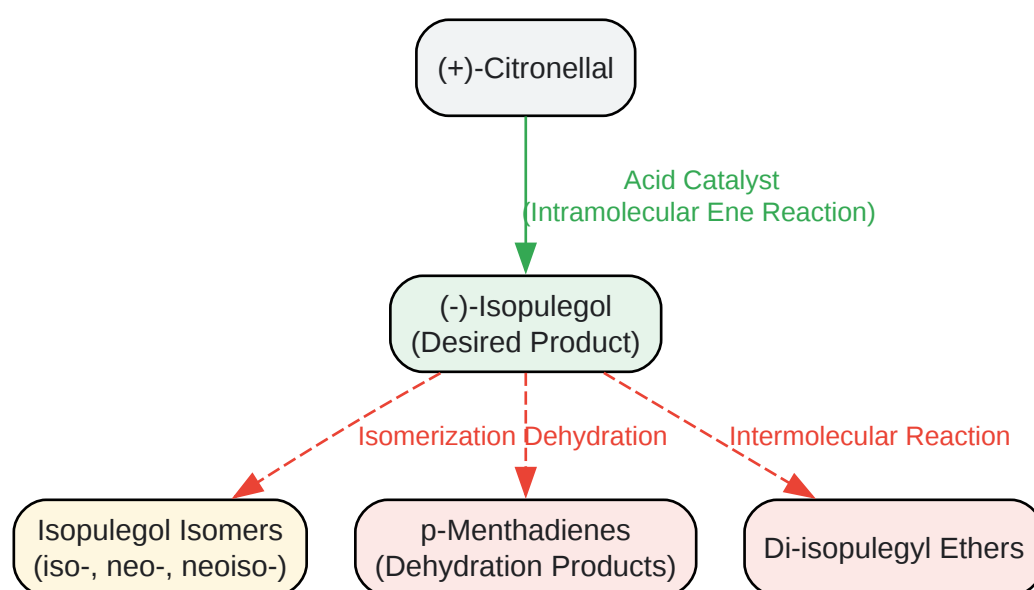 (+)-Citronellal
Acid Catalyst
(Intramolecular Ene Reaction)
(-)-Isopulegol
(Desired Product)
Isomerization
Dehydration
Intermolecular Reaction
Isopulegol Isomers
(iso-, neo-, neoiso-)
p-Menthadienes
(Dehydration Products)
Di-isopulegyl Ethers